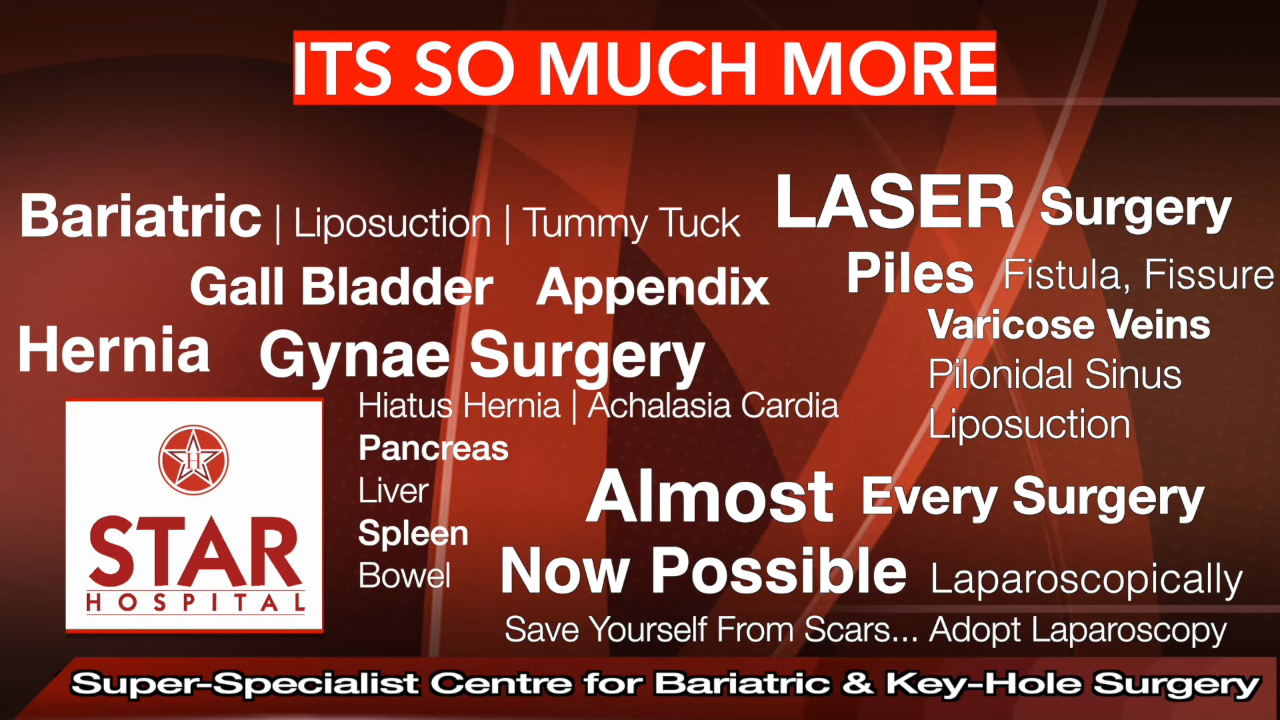 ITS SO MUCH MORE
Bariatric | Liposuction | Tummy Tuck
Gall Bladder Appendix
Hernia Gynae Surgery
Hiatus Hernia | Achalasia Cardia
Pancreas
Liver
Spleen
Bowel
LASER Surgery
Piles Fistula, Fissure
Varicose Veins
Pilonidal Sinus
Liposuction
Almost Every Surgery
Now Possible Laparoscopically
Save Yourself From Scars... Adopt Laparoscopy
H
STAR
HOSPITAL
Super-Specialist Centre for Bariatric & Key-Hole Surgery